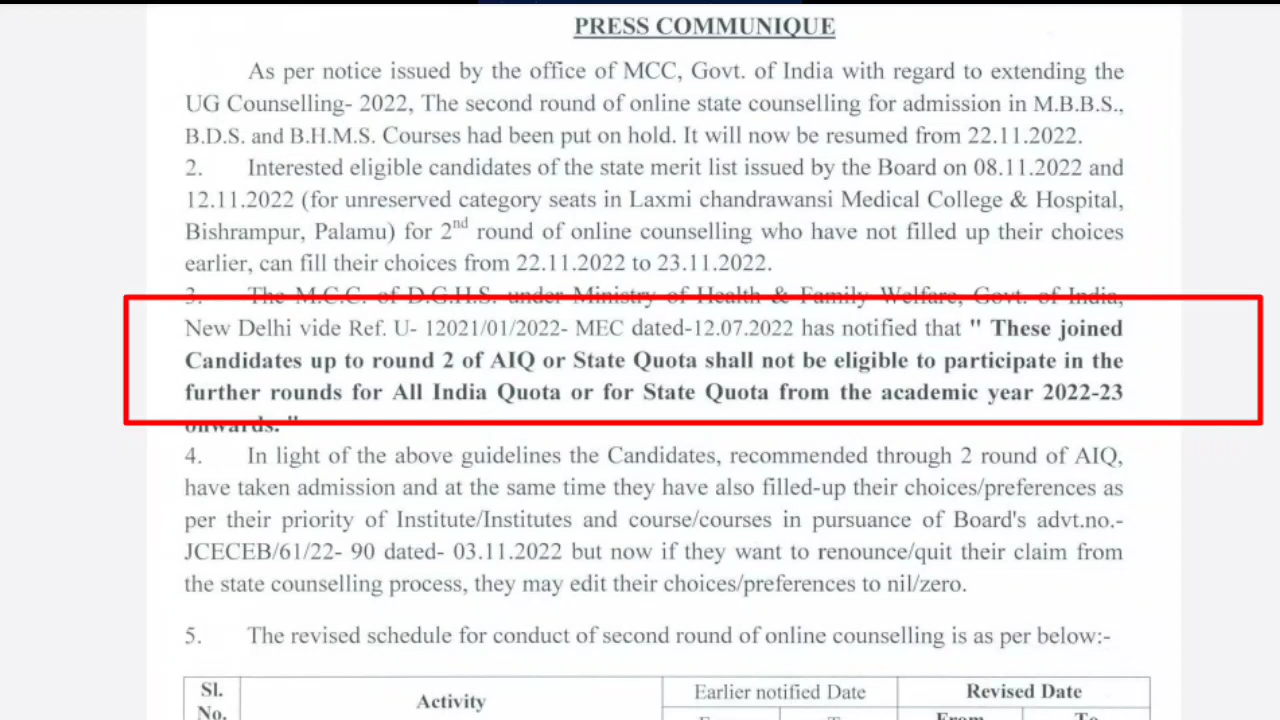 PRESS COMMUNIQUE
As per notice issued by the office of MCC, Govt. of India with regard to extending the
UG Counselling- 2022, The second round of online state counselling for admission in M.B.B.S.,
B.D.S. and B.H.M.S. Courses had been put on hold. It will now be resumed from 22.11.2022.
2. Interested eligible candidates of the state merit list issued by the Board on 08.11.2022 and
12.11.2022 (for unreserved category seats in Laxmi chandrawansi Medical College & Hospital,
Bishrampur, Palamu) for 2nd round of online counselling who have not filled up their choices
earlier, can fill their choices from 22.11.2022 to 23.11.2022.
3. The M.C.C. of D.G.H.S. under Ministry of Health & Family Welfare, Govt. of India,
New Delhi vide Ref. U- 12021/01/2022- MEC dated-12.07.2022 has notified that " These joined
Candidates up to round 2 of AIQ or State Quota shall not be eligible to participate in the
further rounds for All India Quota or for State Quota from the academic year 2022-23
onwards. "
4. In light of the above guidelines the Candidates, recommended through 2 round of AIQ,
have taken admission and at the same time they have also filled-up their choices/preferences as
per their priority of Institute/Institutes and course/courses in pursuance of Board's advt.no.-
JCECEB/61/22- 90 dated- 03.11.2022 but now if they want to renounce/quit their claim from
the state counselling process, they may edit their choices/preferences to nil/zero.
5. The revised schedule for conduct of second round of online counselling is as per below:-
Sl. No. Activity Earlier notified Date Revised Date
From To From To